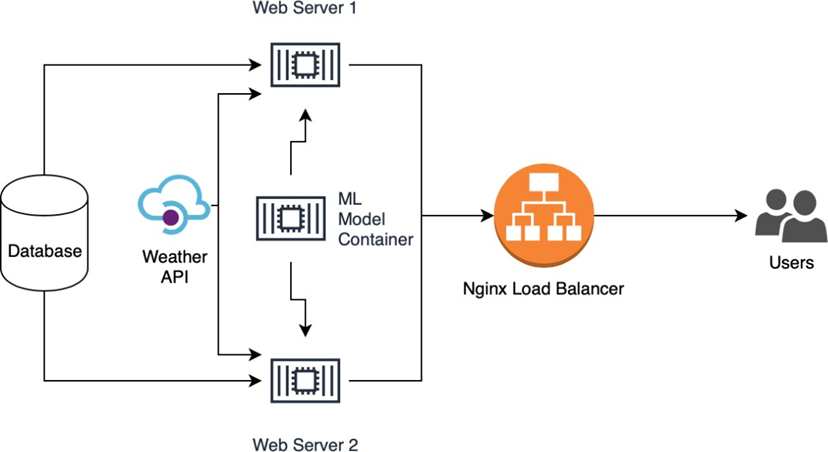 Web Server 1
ML
Model
Container
Database
Weather
API
Users
Nginx Load Balancer
Web Server 2